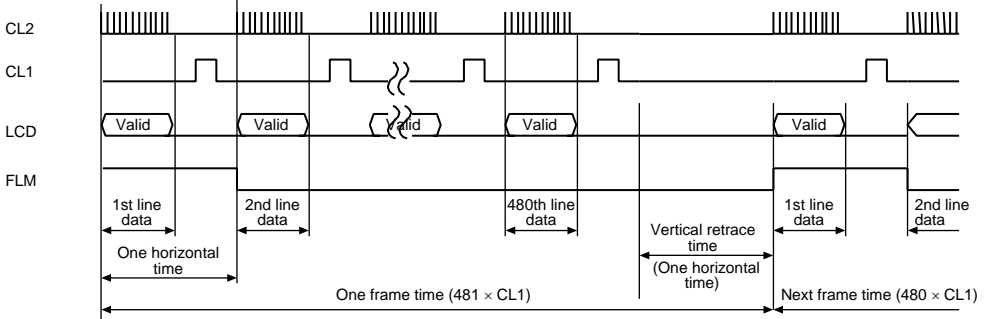 CL2
CL1
LCD
Valid
Valid
Valid
Valid
Valid
FLM
1st line
data
2nd line
data
480th line
data
1st line
data
2nd line
data
One horizontal
time
Vertical retrace
time
(One horizontal
time)
One frame time (481 × CL1)
Next frame time (480 × CL1)